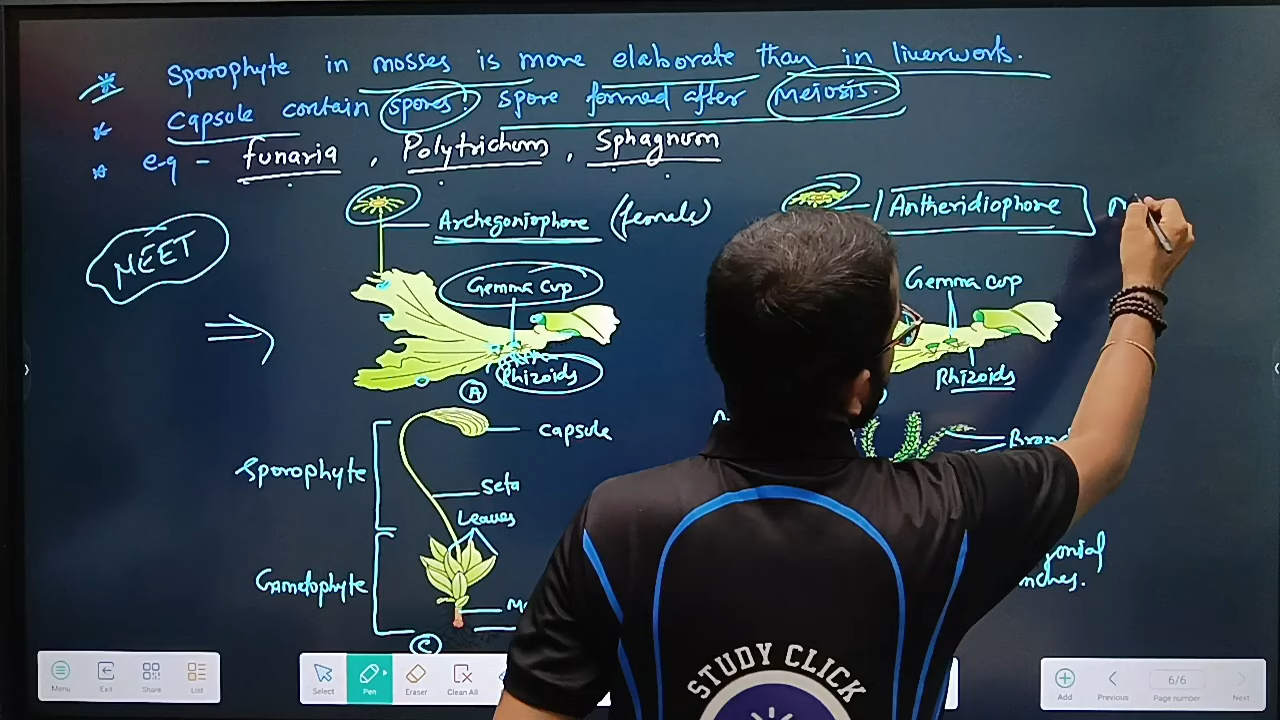 * Sporophyte in mosses is more elaborate than in liverworks.
* Capsule contain spores! spore formed after Meiosis.
* e.g - funaria, Polytrichum, Sphagnum
Archegoniophore (female)
Antheridiophore
MEET
Gemma cup
Gemma cup
Rhizoids
Rhizoids
A
Capsule
Sporophyte
Seta
Leaves
Gametophyte
C
STUDY CLICK
Menu Exit Share List
Select Pen Eraser Clean All
Add Previous 6/6 Next
Page number